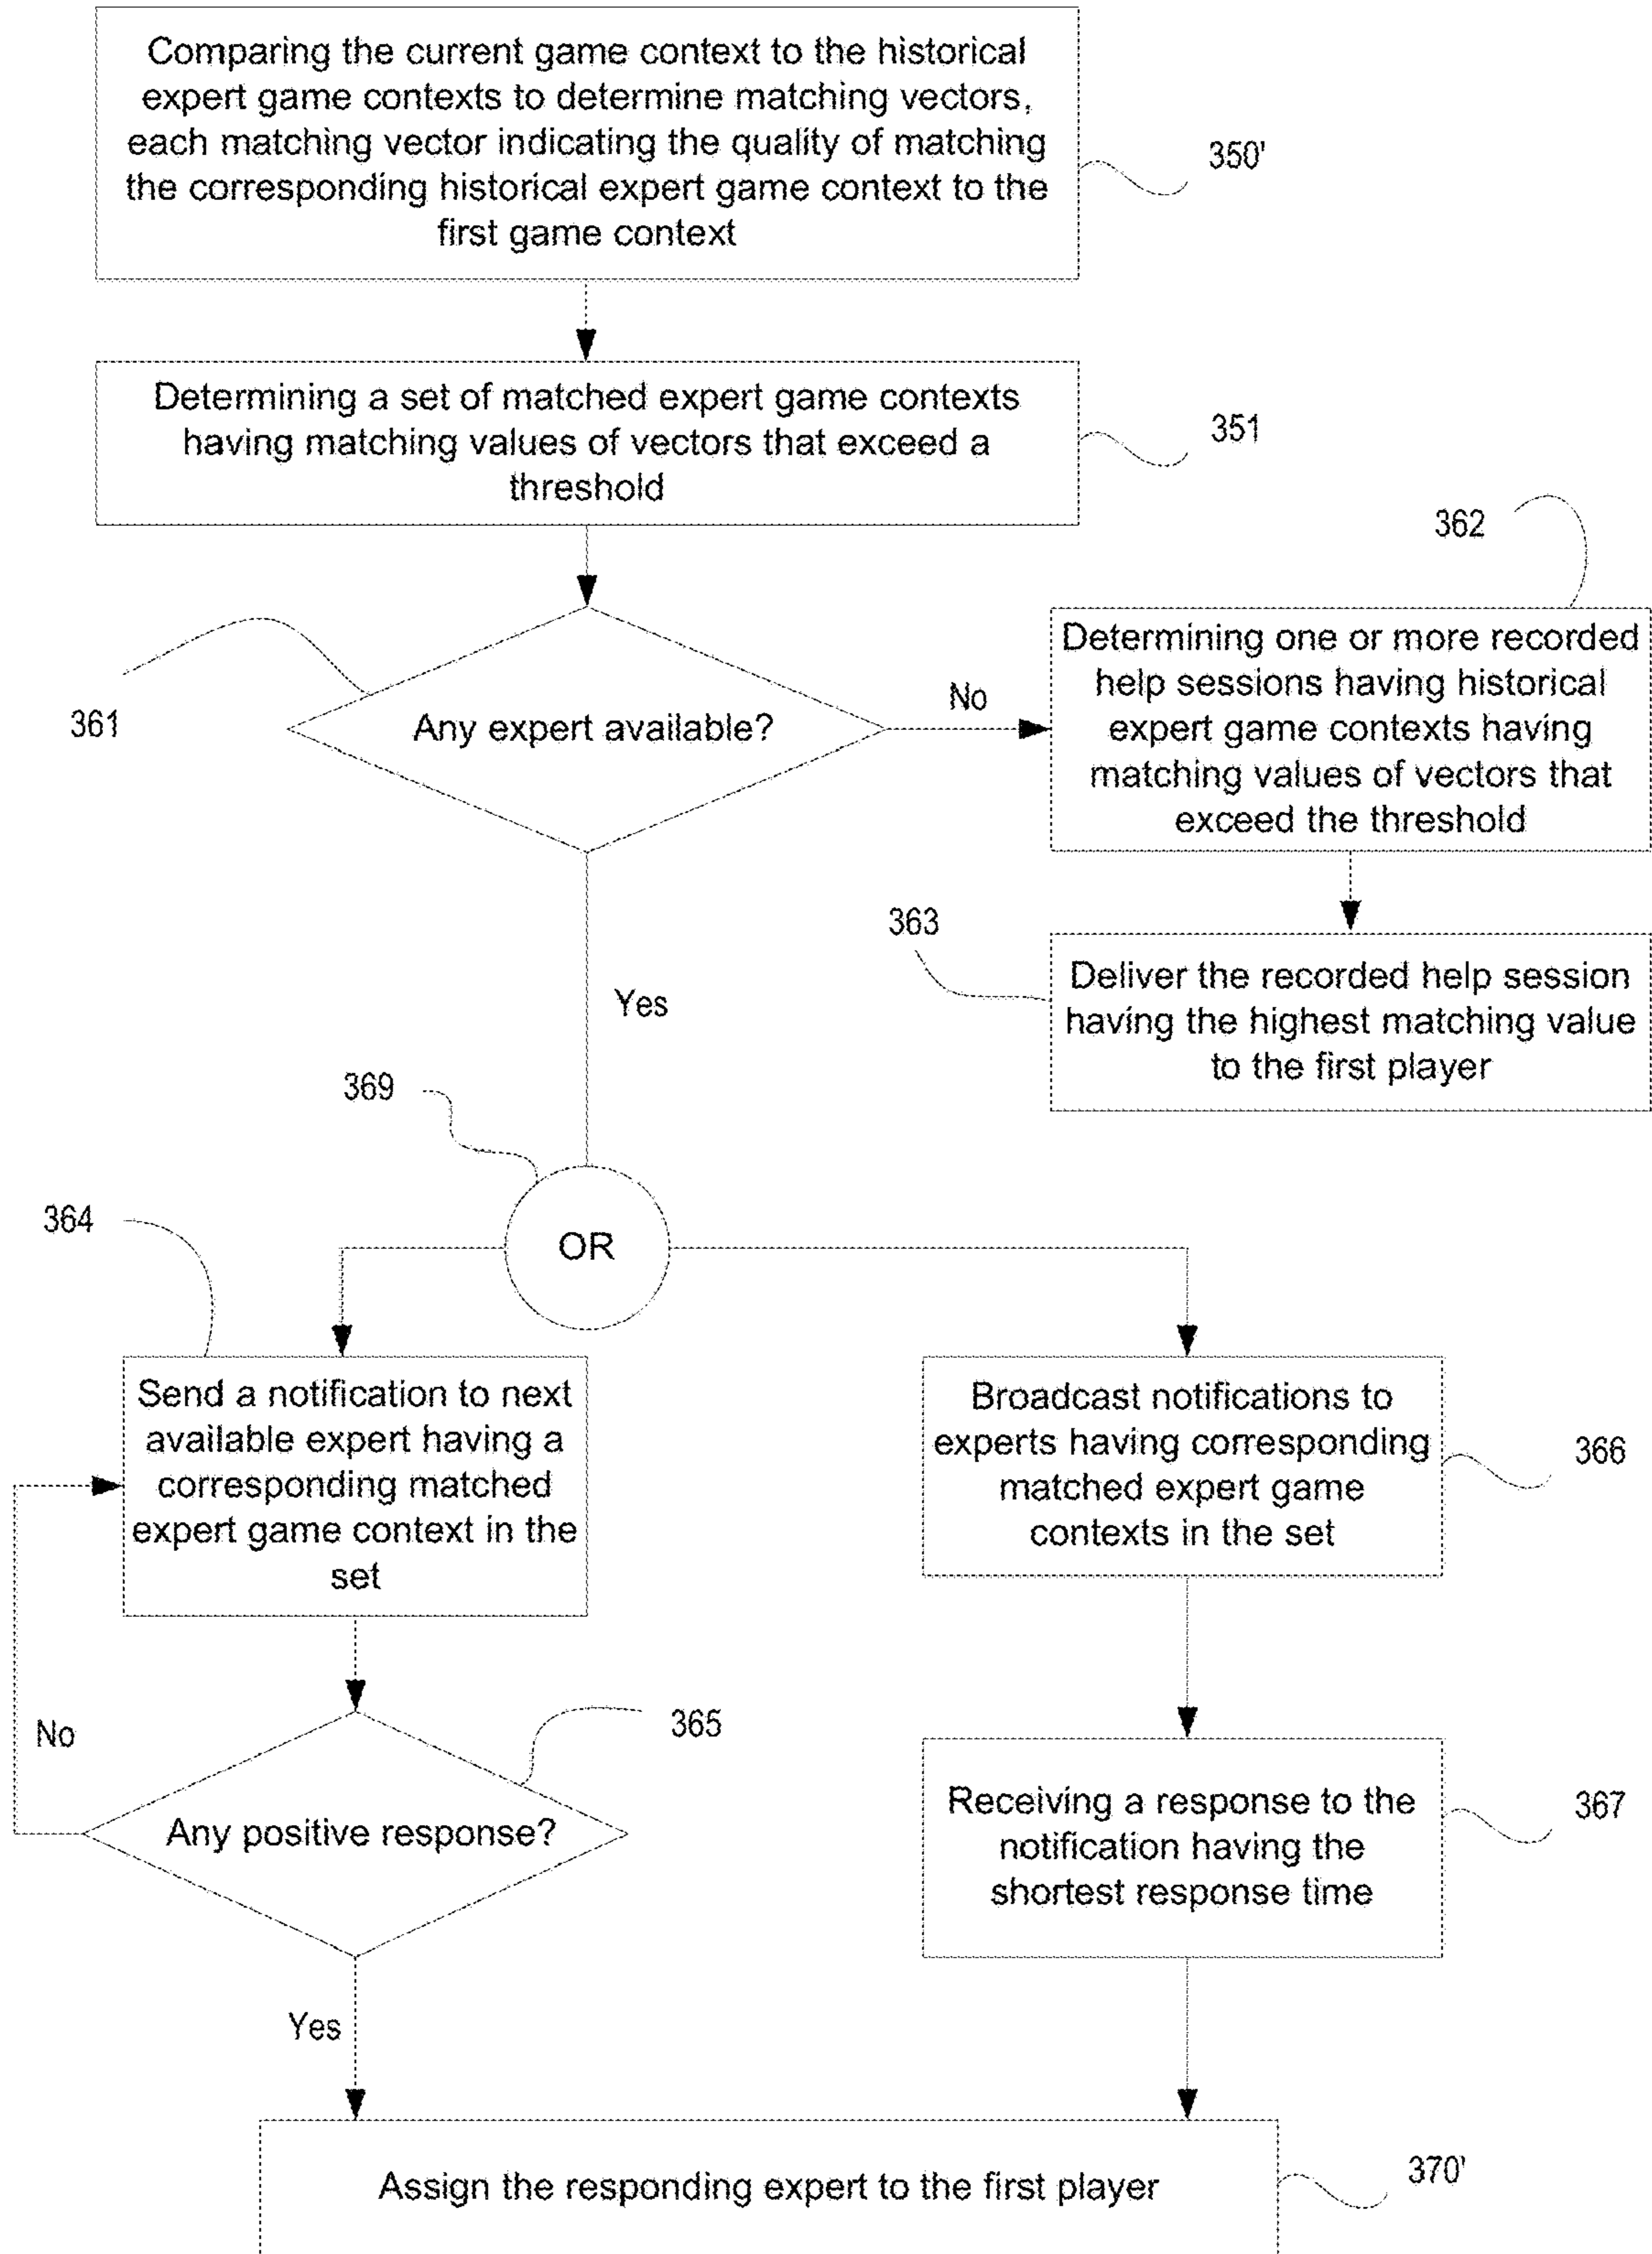 Comparing the current game context to the historical
expert game contexts to determine matching vectors,
each matching vector indicating the quality of matching
the corresponding historical expert game context to the
first game context
350'
Determining a set of matched expert game contexts
having matching values of vectors that exceed a
threshold
351
362
361
Any expert available?
No
Determining one or more recorded
help sessions having historical
expert game contexts having
matching values of vectors that
exceed the threshold
363
Deliver the recorded help session
having the highest matching value
to the first player
Yes
369
OR
364
Send a notification to next
available expert having a
corresponding matched
expert game context in the
set
Broadcast notifications to
experts having corresponding
matched expert game
contexts in the set
366
No
365
Any positive response?
Receiving a response to the
notification having the
shortest response time
367
Yes
Assign the responding expert to the first player
370'